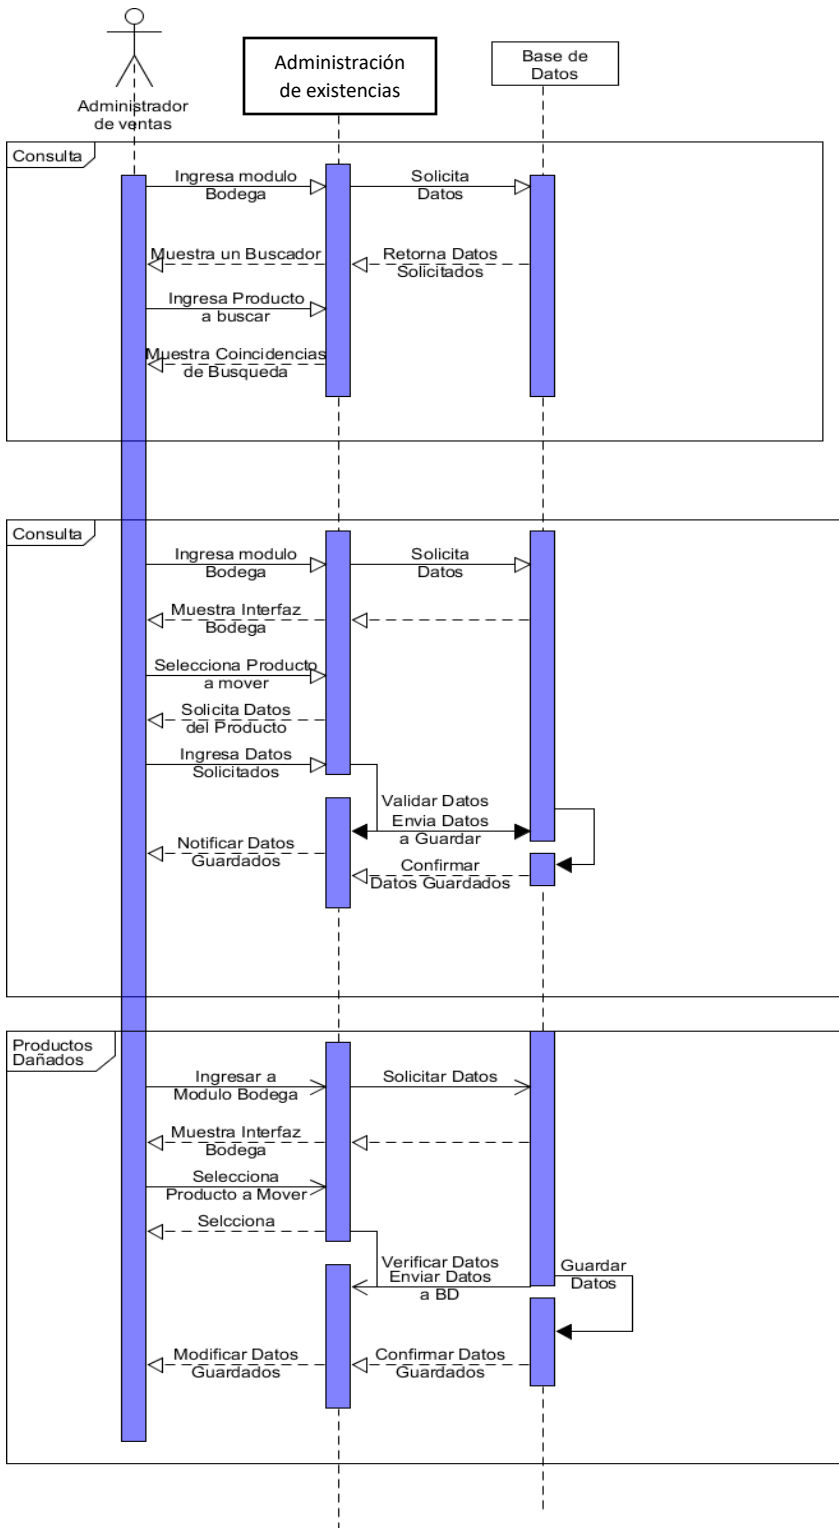 Administrador
de ventas
Administración
de existencias
Base de
Datos
Consulta
Ingresa modulo
Bodega
Solicita
Datos
Muestra un Buscador
Retorna Datos
Solicitados
Ingresa Producto
a buscar
Muestra Coincidencias
de Busqueda
Consulta
Ingresa modulo
Bodega
Solicita
Datos
Muestra Interfaz
Bodega
Selecciona Producto
a mover
Solicita Datos
del Producto
Ingresa Datos
Solicitados
Validar Datos
Envia Datos
a Guardar
Notificar Datos
Guardados
Confirmar
Datos Guardados
Productos
Dañados
Ingresar a
Modulo Bodega
Solicitar Datos
Muestra Interfaz
Bodega
Selecciona
Producto a Mover
Selcciona
Verificar Datos
Enviar Datos
a BD
Guardar
Datos
Modificar Datos
Guardados
Confirmar Datos
Guardados